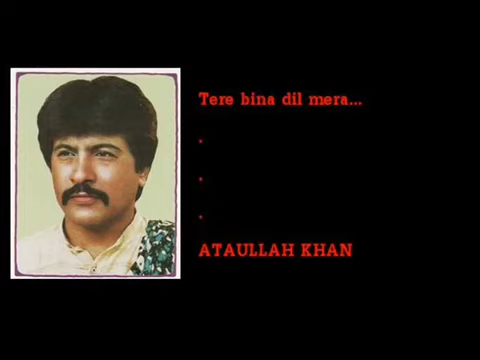 Tere bina dil mera...
.
.
.
ATAULLAH KHAN